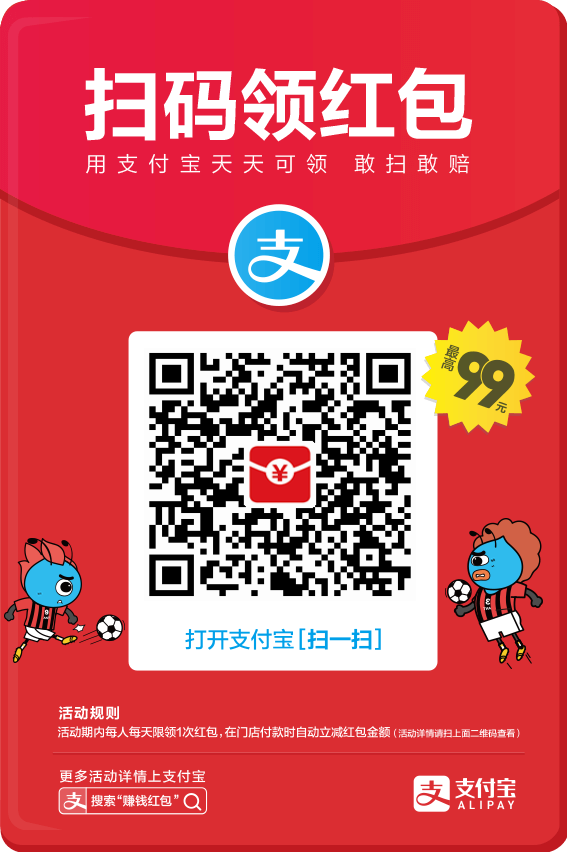 扫码领红包
用支付宝天天可领 敢扫敢赔
支
最高99元
¥
打开支付宝[扫一扫]
活动规则
活动期内每人每天限领1次红包,在门店付款时自动立减红包金额(活动详情请扫上面二维码查看)
更多活动详情上支付宝
支 搜索“赚钱红包”
支 支付宝
ALIPAY